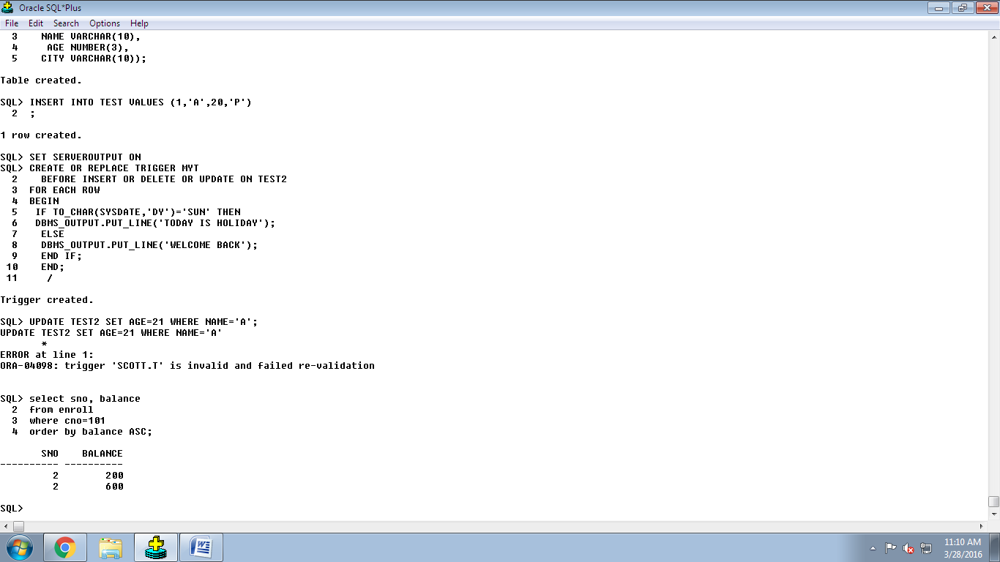 Oracle SQL*Plus
File Edit Search Options Help
3 NAME VARCHAR(10),
4 AGE NUMBER(3),
5 CITY VARCHAR(10));
Table created.
SQL> INSERT INTO TEST VALUES (1,'A',20,'P')
2 ;
1 row created.
SQL> SET SERVEROUTPUT ON
SQL> CREATE OR REPLACE TRIGGER MYT
2 BEFORE INSERT OR DELETE OR UPDATE ON TEST2
3 FOR EACH ROW
4 BEGIN
5 IF TO_CHAR(SYSDATE,'DY')='SUN' THEN
6 DBMS_OUTPUT.PUT_LINE('TODAY IS HOLIDAY');
7 ELSE
8 DBMS_OUTPUT.PUT_LINE('WELCOME BACK');
9 END IF;
10 END;
11 /
Trigger created.
SQL> UPDATE TEST2 SET AGE=21 WHERE NAME='A';
UPDATE TEST2 SET AGE=21 WHERE NAME='A'
*
ERROR at line 1:
ORA-04098: trigger 'SCOTT.T' is invalid and failed re-validation
SQL> select sno, balance
2 from enroll
3 where cno=101
4 order by balance ASC;
SNO BALANCE
---------- ----------
2 200
2 600
SQL>
11:10 AM
3/28/2016